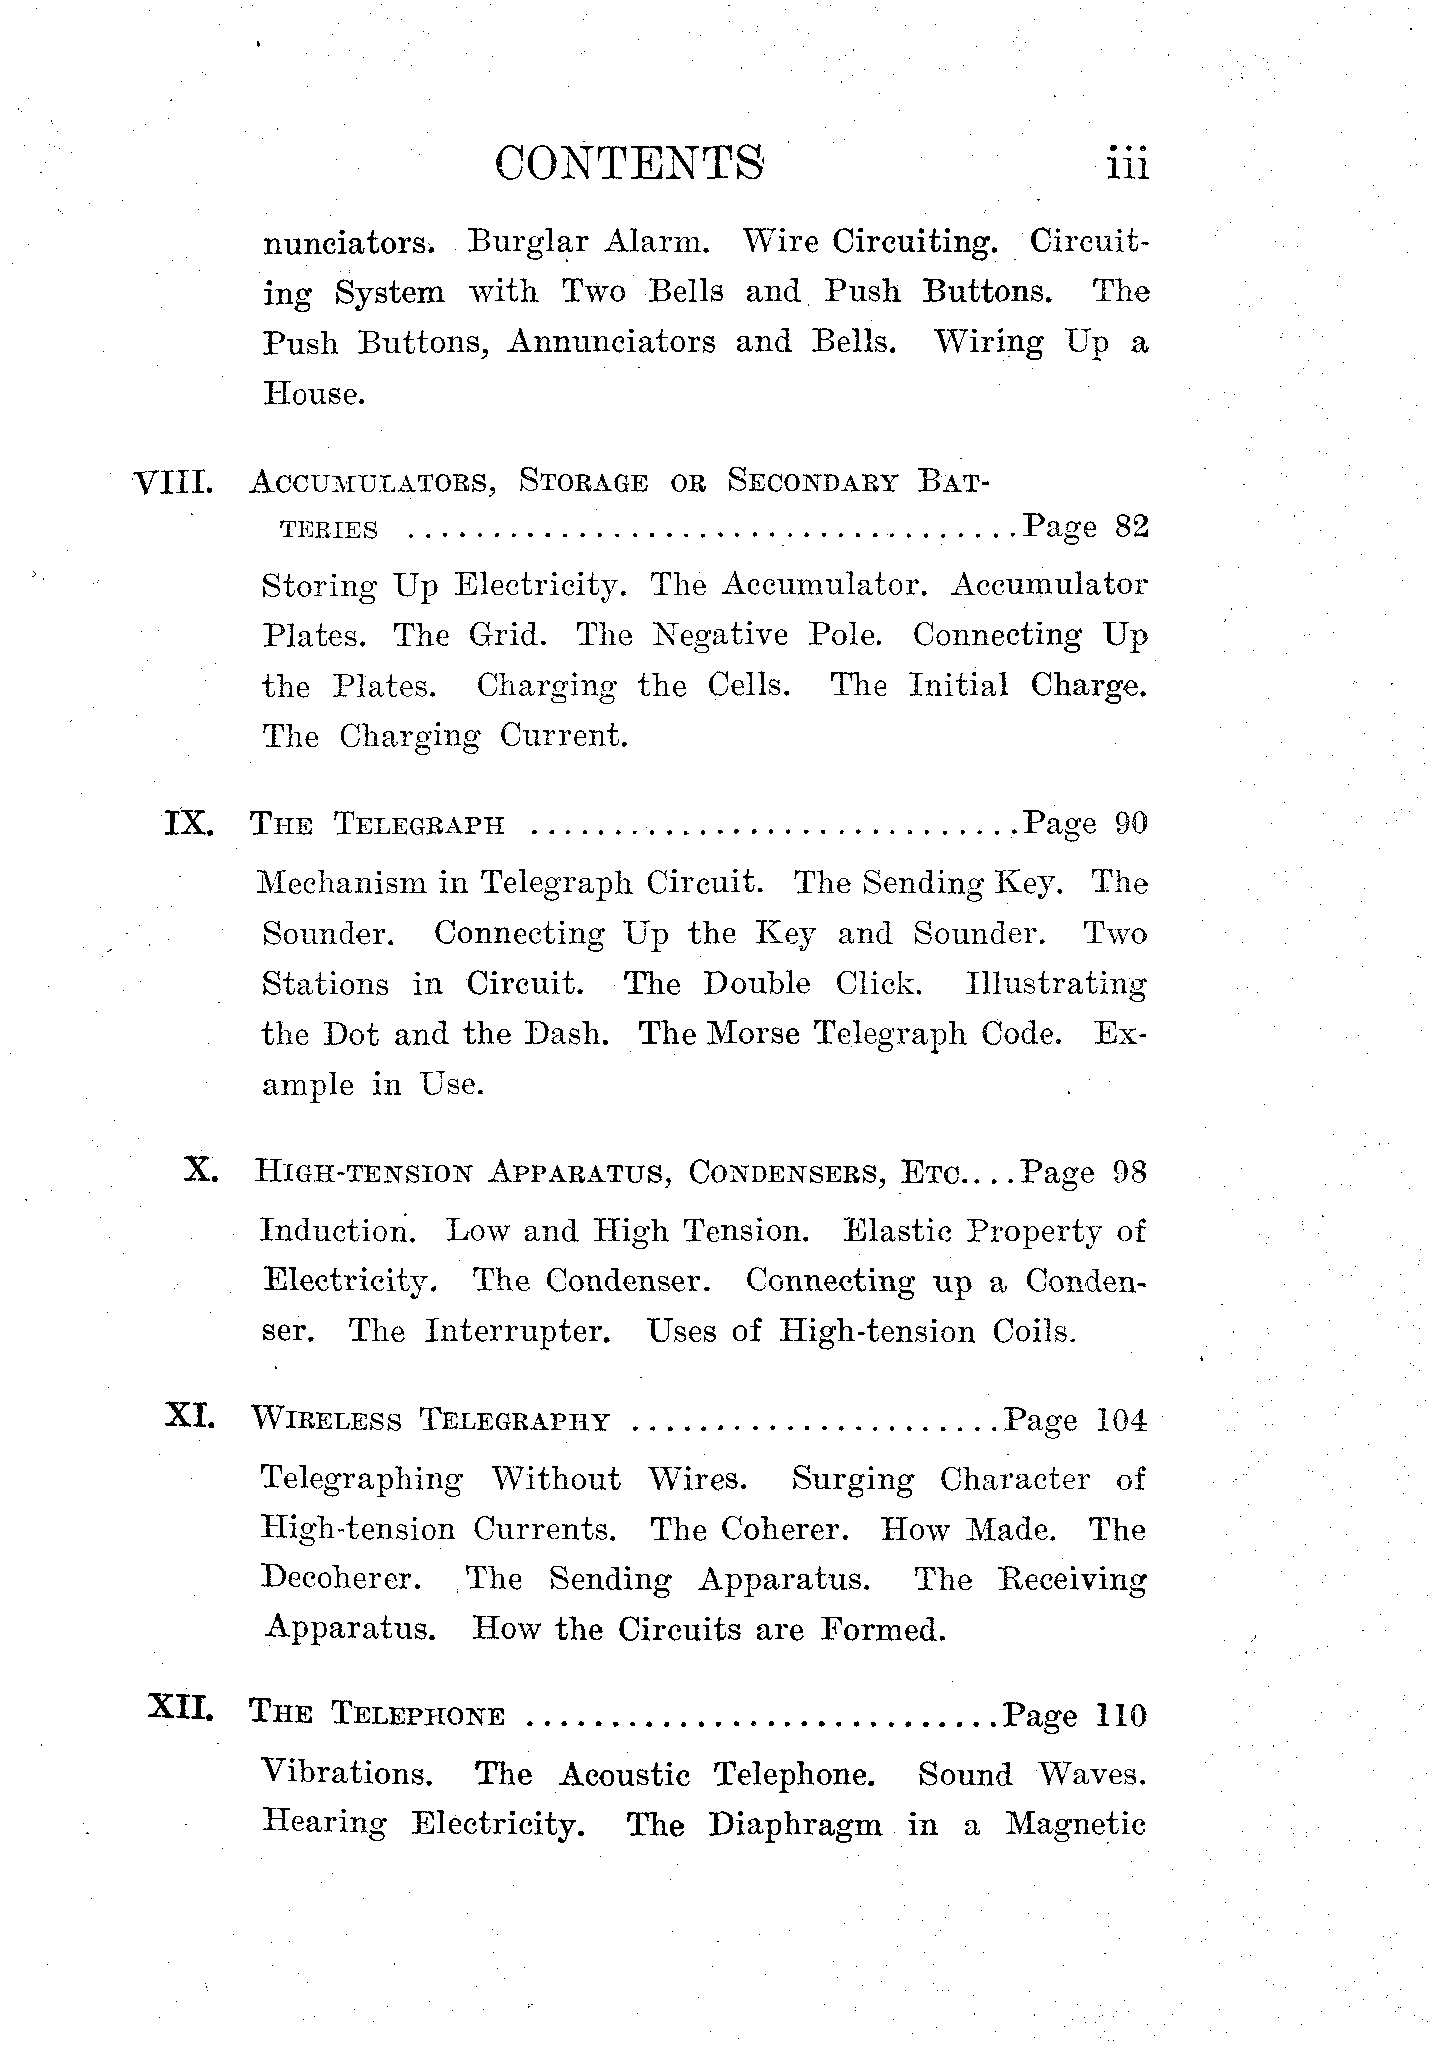 CONTENTS iii
nunciators. Burglar Alarm. Wire Circuiting. Circuit-
ing System with Two Bells and Push Buttons. The
Push Buttons, Annunciators and Bells. Wiring Up a
House.
VIII. ACCUMULATORS, STORAGE OR SECONDARY BAT-
TERIES ....................................Page 82
Storing Up Electricity. The Accumulator. Accumulator
Plates. The Grid. The Negative Pole. Connecting Up
the Plates. Charging the Cells. The Initial Charge.
The Charging Current.
IX. THE TELEGRAPH .............................Page 90
Mechanism in Telegraph Circuit. The Sending Key. The
Sounder. Connecting Up the Key and Sounder. Two
Stations in Circuit. The Double Click. Illustrating
the Dot and the Dash. The Morse Telegraph Code. Ex-
ample in Use.
X. HIGH-TENSION APPARATUS, CONDENSERS, ETC....Page 98
Induction. Low and High Tension. Elastic Property of
Electricity. The Condenser. Connecting up a Conden-
ser. The Interrupter. Uses of High-tension Coils.
XI. WIRELESS TELEGRAPHY ......................Page 104
Telegraphing Without Wires. Surging Character of
High-tension Currents. The Coherer. How Made. The
Decoherer. The Sending Apparatus. The Receiving
Apparatus. How the Circuits are Formed.
XII. THE TELEPHONE ............................Page 110
Vibrations. The Acoustic Telephone. Sound Waves.
Hearing Electricity. The Diaphragm in a Magnetic